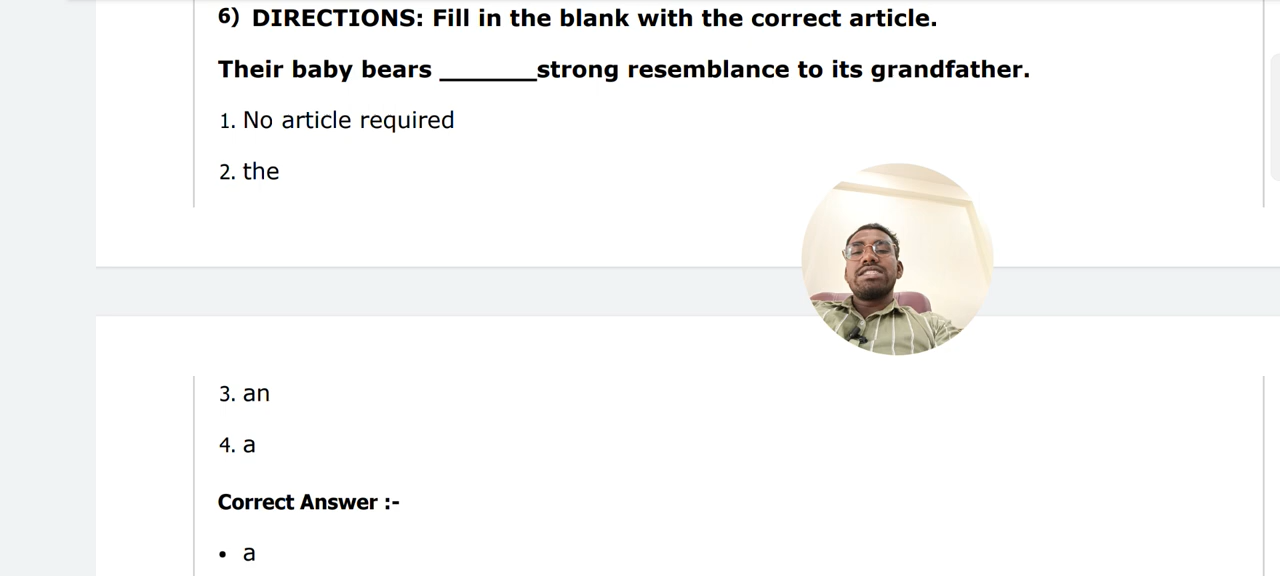 6) DIRECTIONS: Fill in the blank with the correct article.
Their baby bears _______strong resemblance to its grandfather.
1. No article required
2. the
3. an
4. a
Correct Answer :-
• a